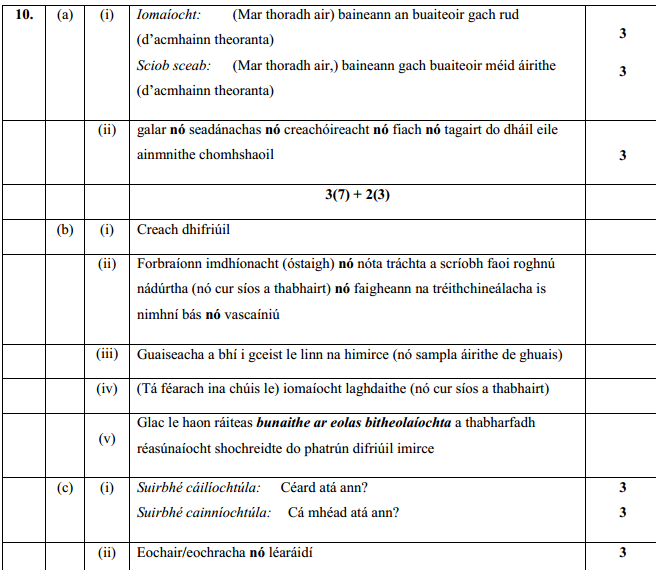 10. (a) (i) Iomaíocht: (Mar thoradh air) baineann an buaiteoir gach rud
(d’acmhainn theoranta) 3
Sciob sceab: (Mar thoradh air,) baineann gach buaiteoir méid áirithe 3
(d’acmhainn theoranta)
(ii) galar nó seadánachas nó creachóireacht nó fiach nó tagairt do dháil eile
ainmnithe chomhshaoil 3
3(7) + 2(3)
(b) (i) Creach dhifriúil
(ii) Forbraíonn imdhíonacht (óstaigh) nó nóta tráchta a scríobh faoi roghnú
nádúrtha (nó cur síos a thabhairt) nó faigheann na tréithchineálacha is
nimhní bás nó vascaíniú
(iii) Guaiseacha a bhí i gceist le linn na himirce (nó sampla áirithe de ghuais)
(iv) (Tá féarach ina chúis le) iomaíocht laghdaithe (nó cur síos a thabhairt)
(v) Glac le haon ráiteas bunaithe ar eolas bitheolaíochta a thabharfadh
réasúnaíocht shochreidte do phatrún difriúil imirce
(c) (i) Suirbhé cáilíochtúla: Céard atá ann? 3
Suirbhé cainníochtúla: Cá mhéad atá ann? 3
(ii) Eochair/eochracha nó léaráidí 3